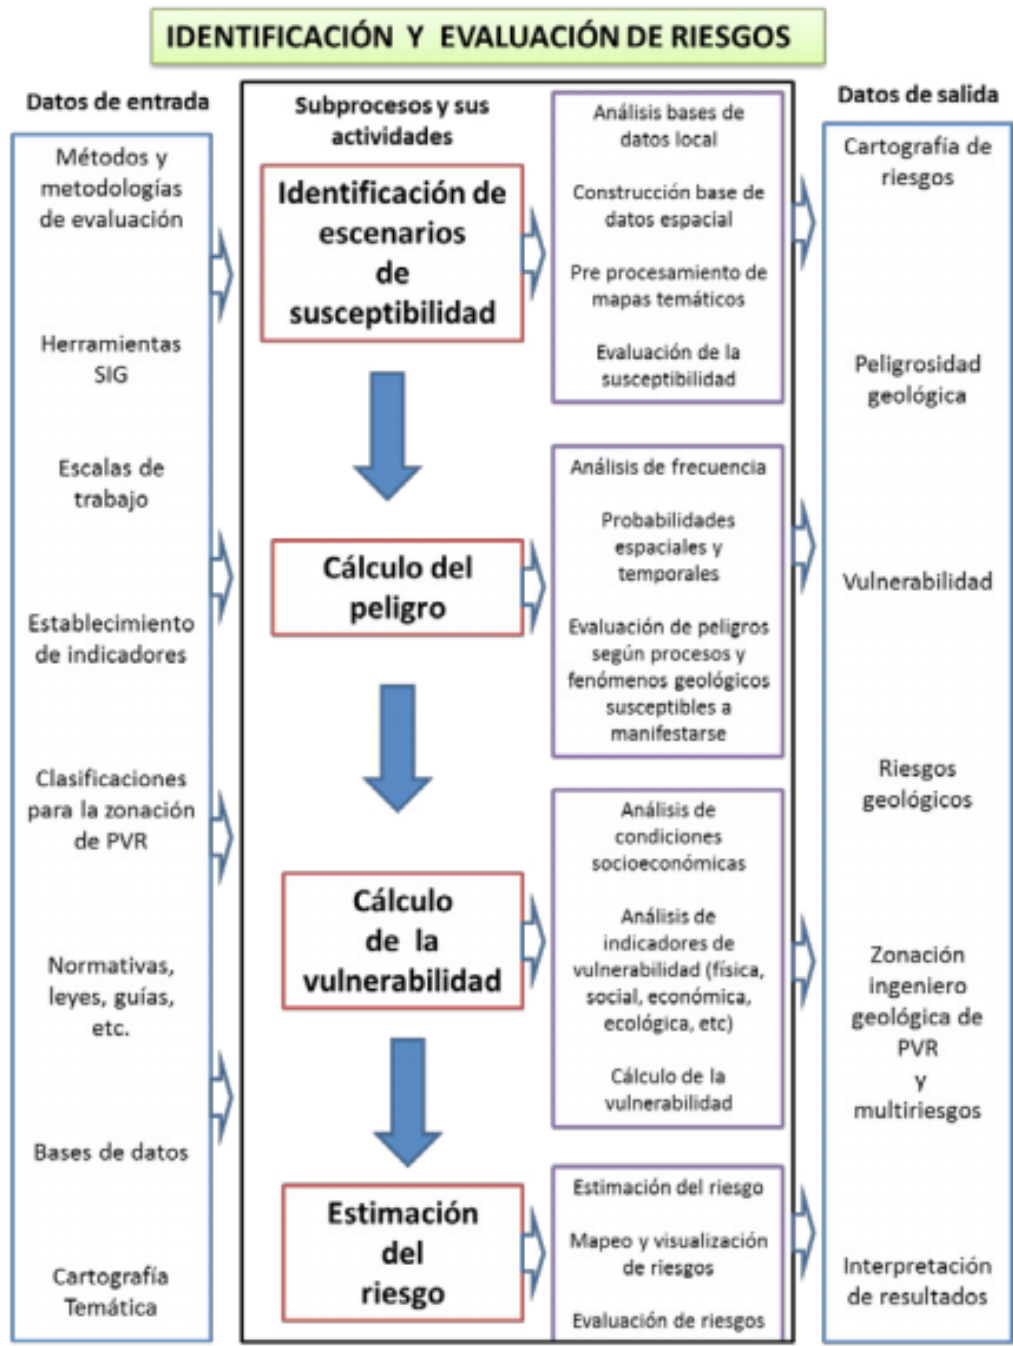 IDENTIFICACIÓN Y EVALUACIÓN DE RIESGOS
Datos de entrada
Métodos y
metodologías
de evaluación
Herramientas
SIG
Escalas de
trabajo
Establecimiento
de indicadores
Clasificaciones
para la zonación
de PVR
Normativas,
leyes, guías,
etc.
Bases de datos
Cartografía
Temática
Subprocesos y sus
actividades
Identificación de
escenarios
de
susceptibilidad
Análisis bases de
datos local
Construcción base de
datos espacial
Pre procesamiento de
mapas temáticos
Evaluación de la
susceptibilidad
Cálculo del
peligro
Análisis de frecuencia
Probabilidades
espaciales y
temporales
Evaluación de peligros
según procesos y
fenómenos geológicos
susceptibles a
manifestarse
Cálculo
de la
vulnerabilidad
Análisis de
condiciones
socioeconómicas
Análisis de
indicadores de
vulnerabilidad (física,
social, económica,
ecológica, etc)
Cálculo de la
vulnerabilidad
Estimación
del
riesgo
Estimación del riesgo
Mapeo y visualización
de riesgos
Evaluación de riesgos
Datos de salida
Cartografía de
riesgos
Peligrosidad
geológica
Vulnerabilidad
Riesgos
geológicos
Zonación
ingeniero
geológica de
PVR
y
multiriesgos
Interpretación
de resultados